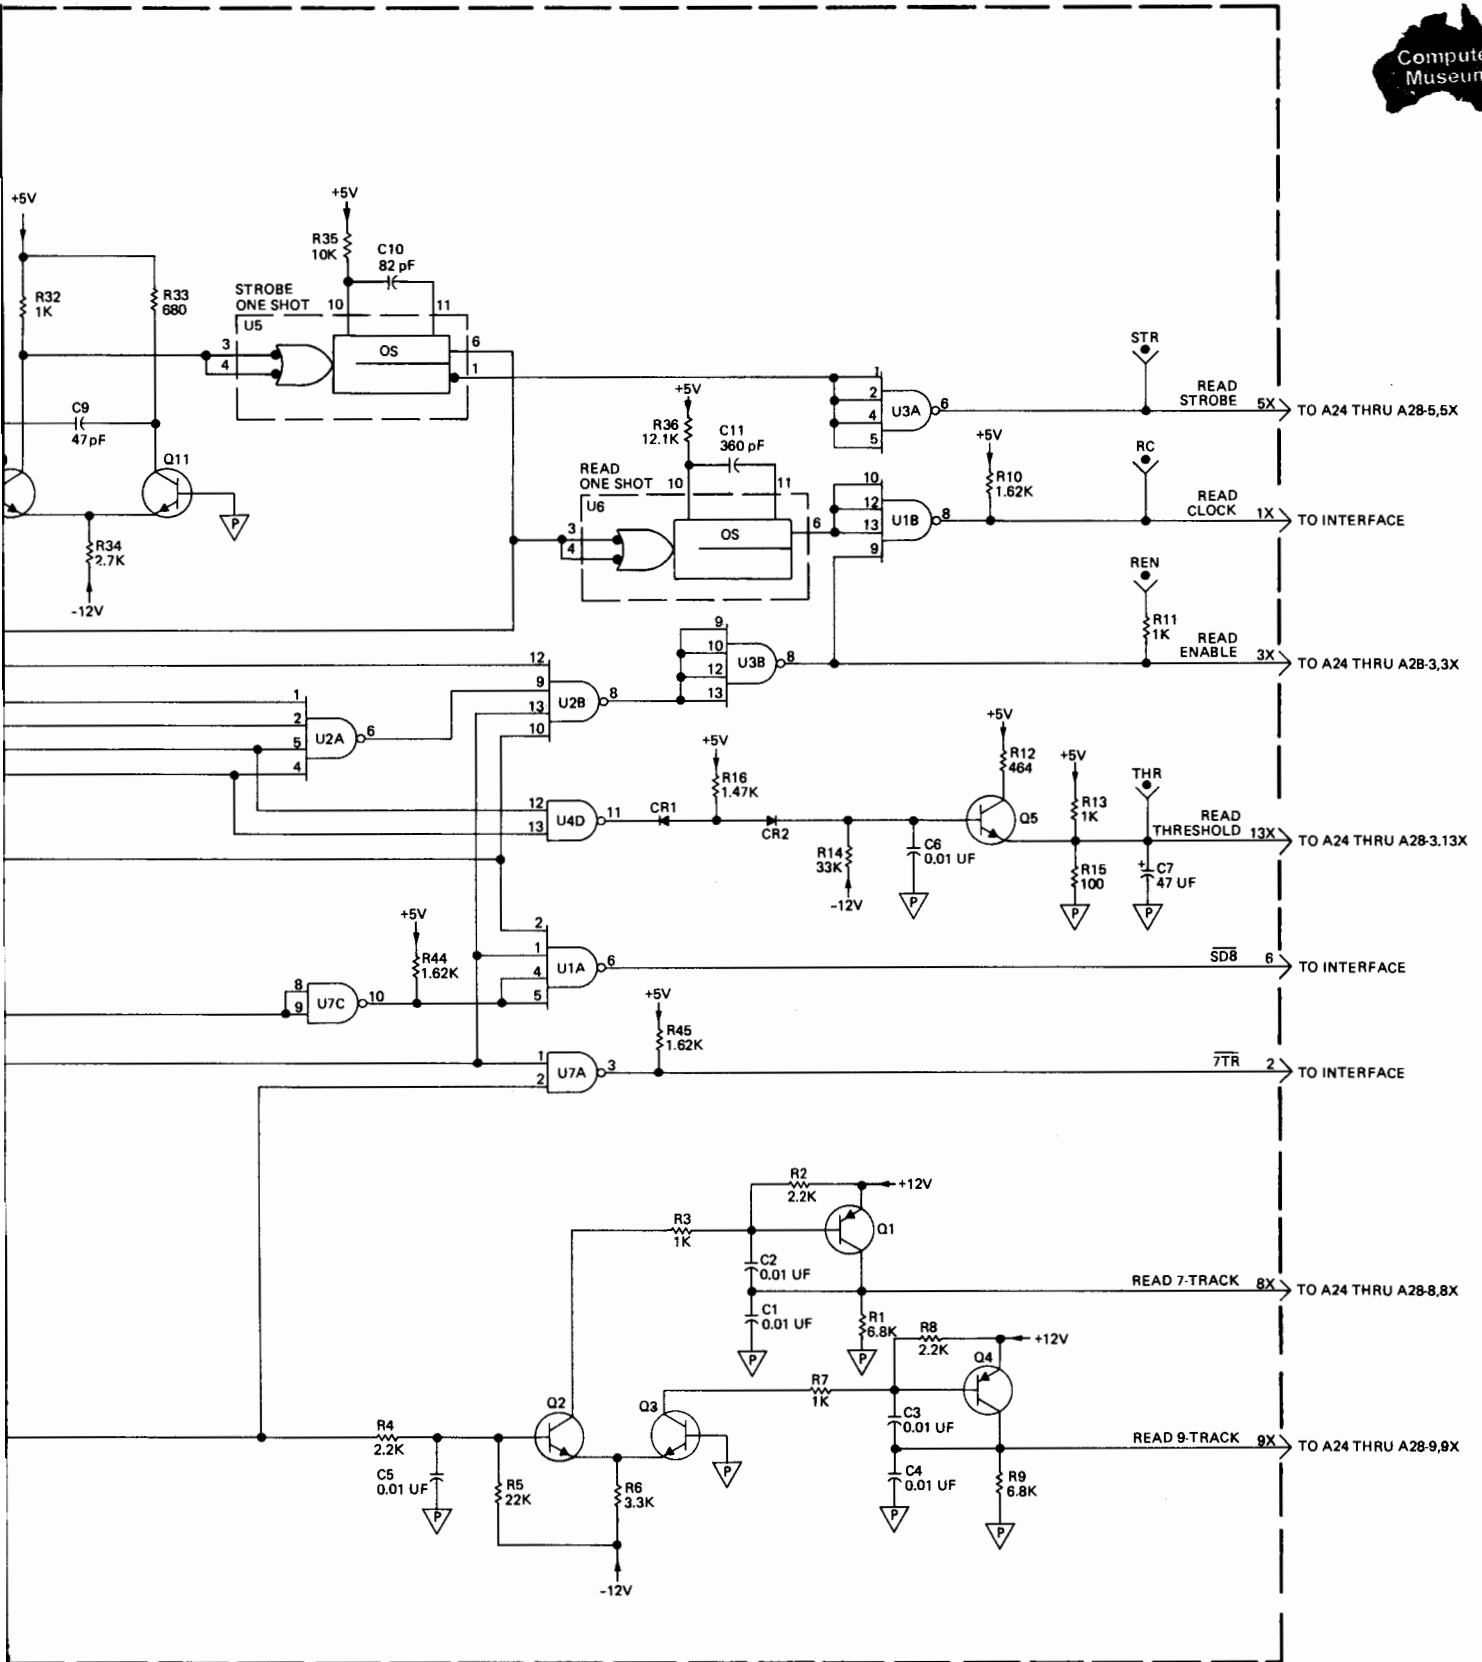 Compute
Museum
+5V
+5V
R35
10K
C10
82 pF
R32
1K
R33
680
STROBE
ONE SHOT
10
11
U5
3
4
OS
6
1
C9
47 pF
Q11
P
R34
2.7K
-12V
+5V
R36
12.1K
C11
360 pF
READ
ONE SHOT
10
11
U6
3
4
OS
6
1
2
4
5
U3A
6
STR
READ
STROBE
5X
TO A24 THRU A28-5,5X
+5V
R10
1.62K
10
12
13
9
U1B
8
RC
READ
CLOCK
1X
TO INTERFACE
REN
R11
1K
READ
ENABLE
3X
TO A24 THRU A2B-3,3X
9
10
12
13
U3B
8
12
9
13
10
U2B
8
1
2
5
4
U2A
6
12
13
U4D
11
CR1
+5V
R16
1.47K
CR2
R14
33K
-12V
C6
0.01 UF
P
+5V
R12
464
Q5
+5V
R13
1K
R15
100
P
THR
READ
THRESHOLD
13X
TO A24 THRU A28-3.13X
+
C7
47 UF
P
+5V
R44
1.62K
8
9
U7C
10
2
1
4
5
U1A
6
SD8
6
TO INTERFACE
+5V
R45
1.62K
1
2
U7A
3
7TR
2
TO INTERFACE
R2
2.2K
+12V
R3
1K
Q1
C2
0.01 UF
C1
0.01 UF
P
R1
6.8K
P
READ 7-TRACK
8X
TO A24 THRU A28-8,8X
R8
2.2K
+12V
Q4
R7
1K
C3
0.01 UF
C4
0.01 UF
P
R9
6.8K
P
READ 9-TRACK
9X
TO A24 THRU A28-9,9X
R4
2.2K
C5
0.01 UF
P
Q2
Q3
P
R5
22K
R6
3.3K
-12V